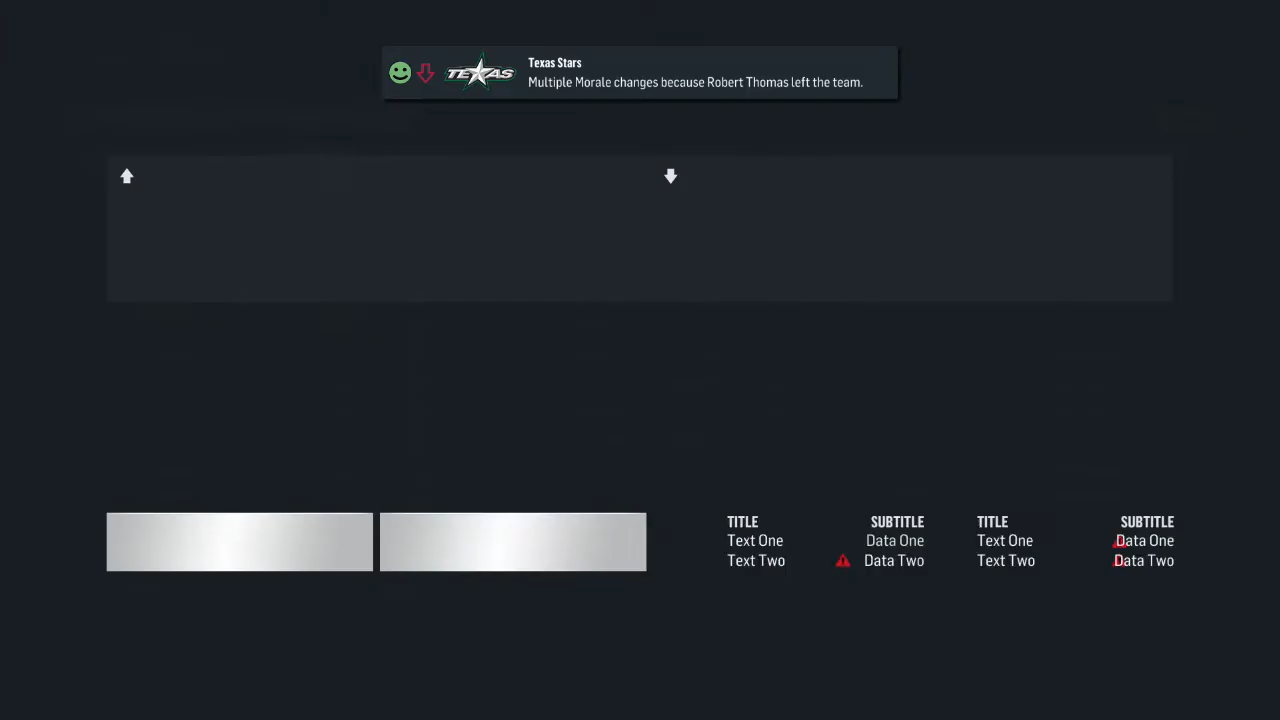 Texas Stars
TEXAS
Multiple Morale changes because Robert Thomas left the team.
TITLE SUBTITLE TITLE SUBTITLE
Text One Data One Text One Data One
Text Two Data Two Text Two Data Two